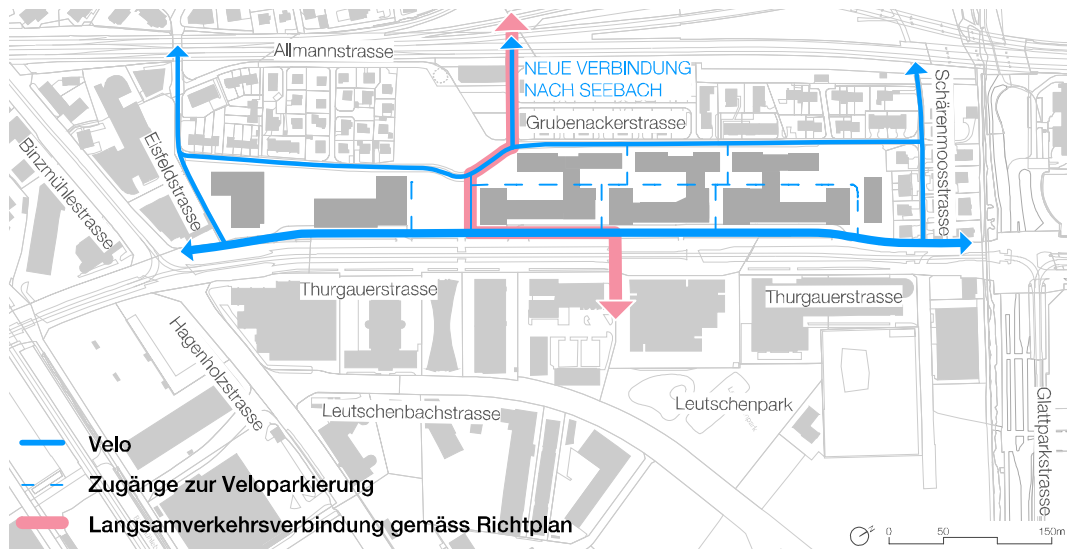 Allmannstrasse
NEUE VERBINDUNG
NACH SEEBACH
Grubenackerstrasse
Schärenmoosstrasse
Binzmühlestrasse
Eisfeldstrasse
Thurgauerstrasse
Thurgauerstrasse
Hagenholzstrasse
Leutschenbachstrasse
Leutschenpark
Glattparkstrasse
Velo
Zugänge zur Veloparkierung
Langsamverkehrsverbindung gemäss Richtplan
0 50 150m